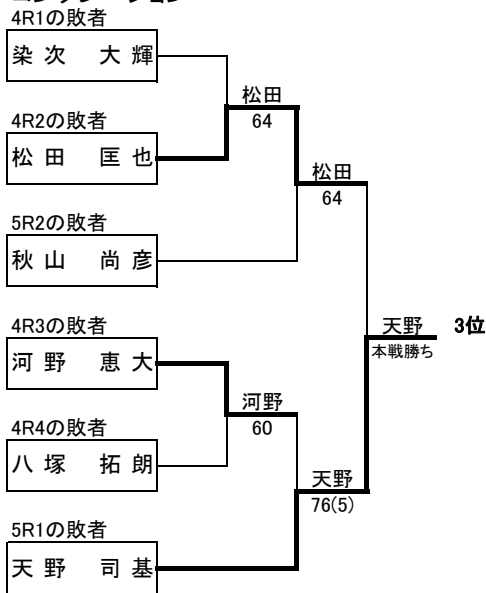 4R1の敗者
染次 大輝
松田
64
4R2の敗者
松田 匡也
松田
64
5R2の敗者
秋山 尚彦
4R3の敗者
天野 3位
本戦勝ち
河野 恵大
河野
60
4R4の敗者
八塚 拓朗
天野
76(5)
5R1の敗者
天野 司基